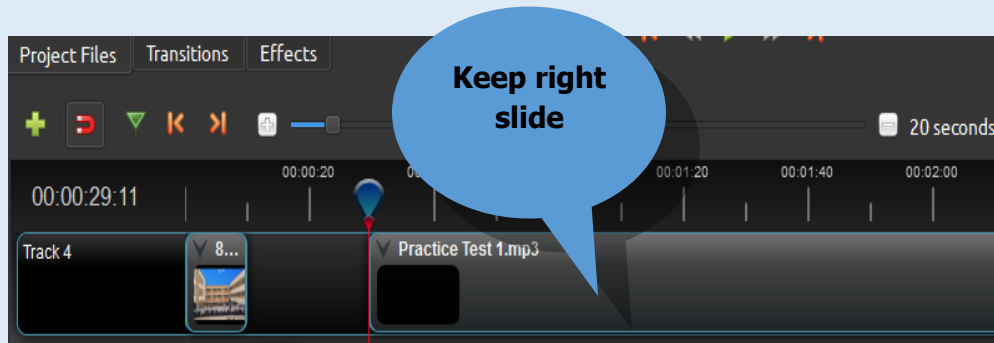 Keep right
slide
Project Files Transitions Effects
20 seconds
00:00:29:11
00:00:20
00:01:20
00:01:40
00:02:00
Track 4
8...
Practice Test 1.mp3